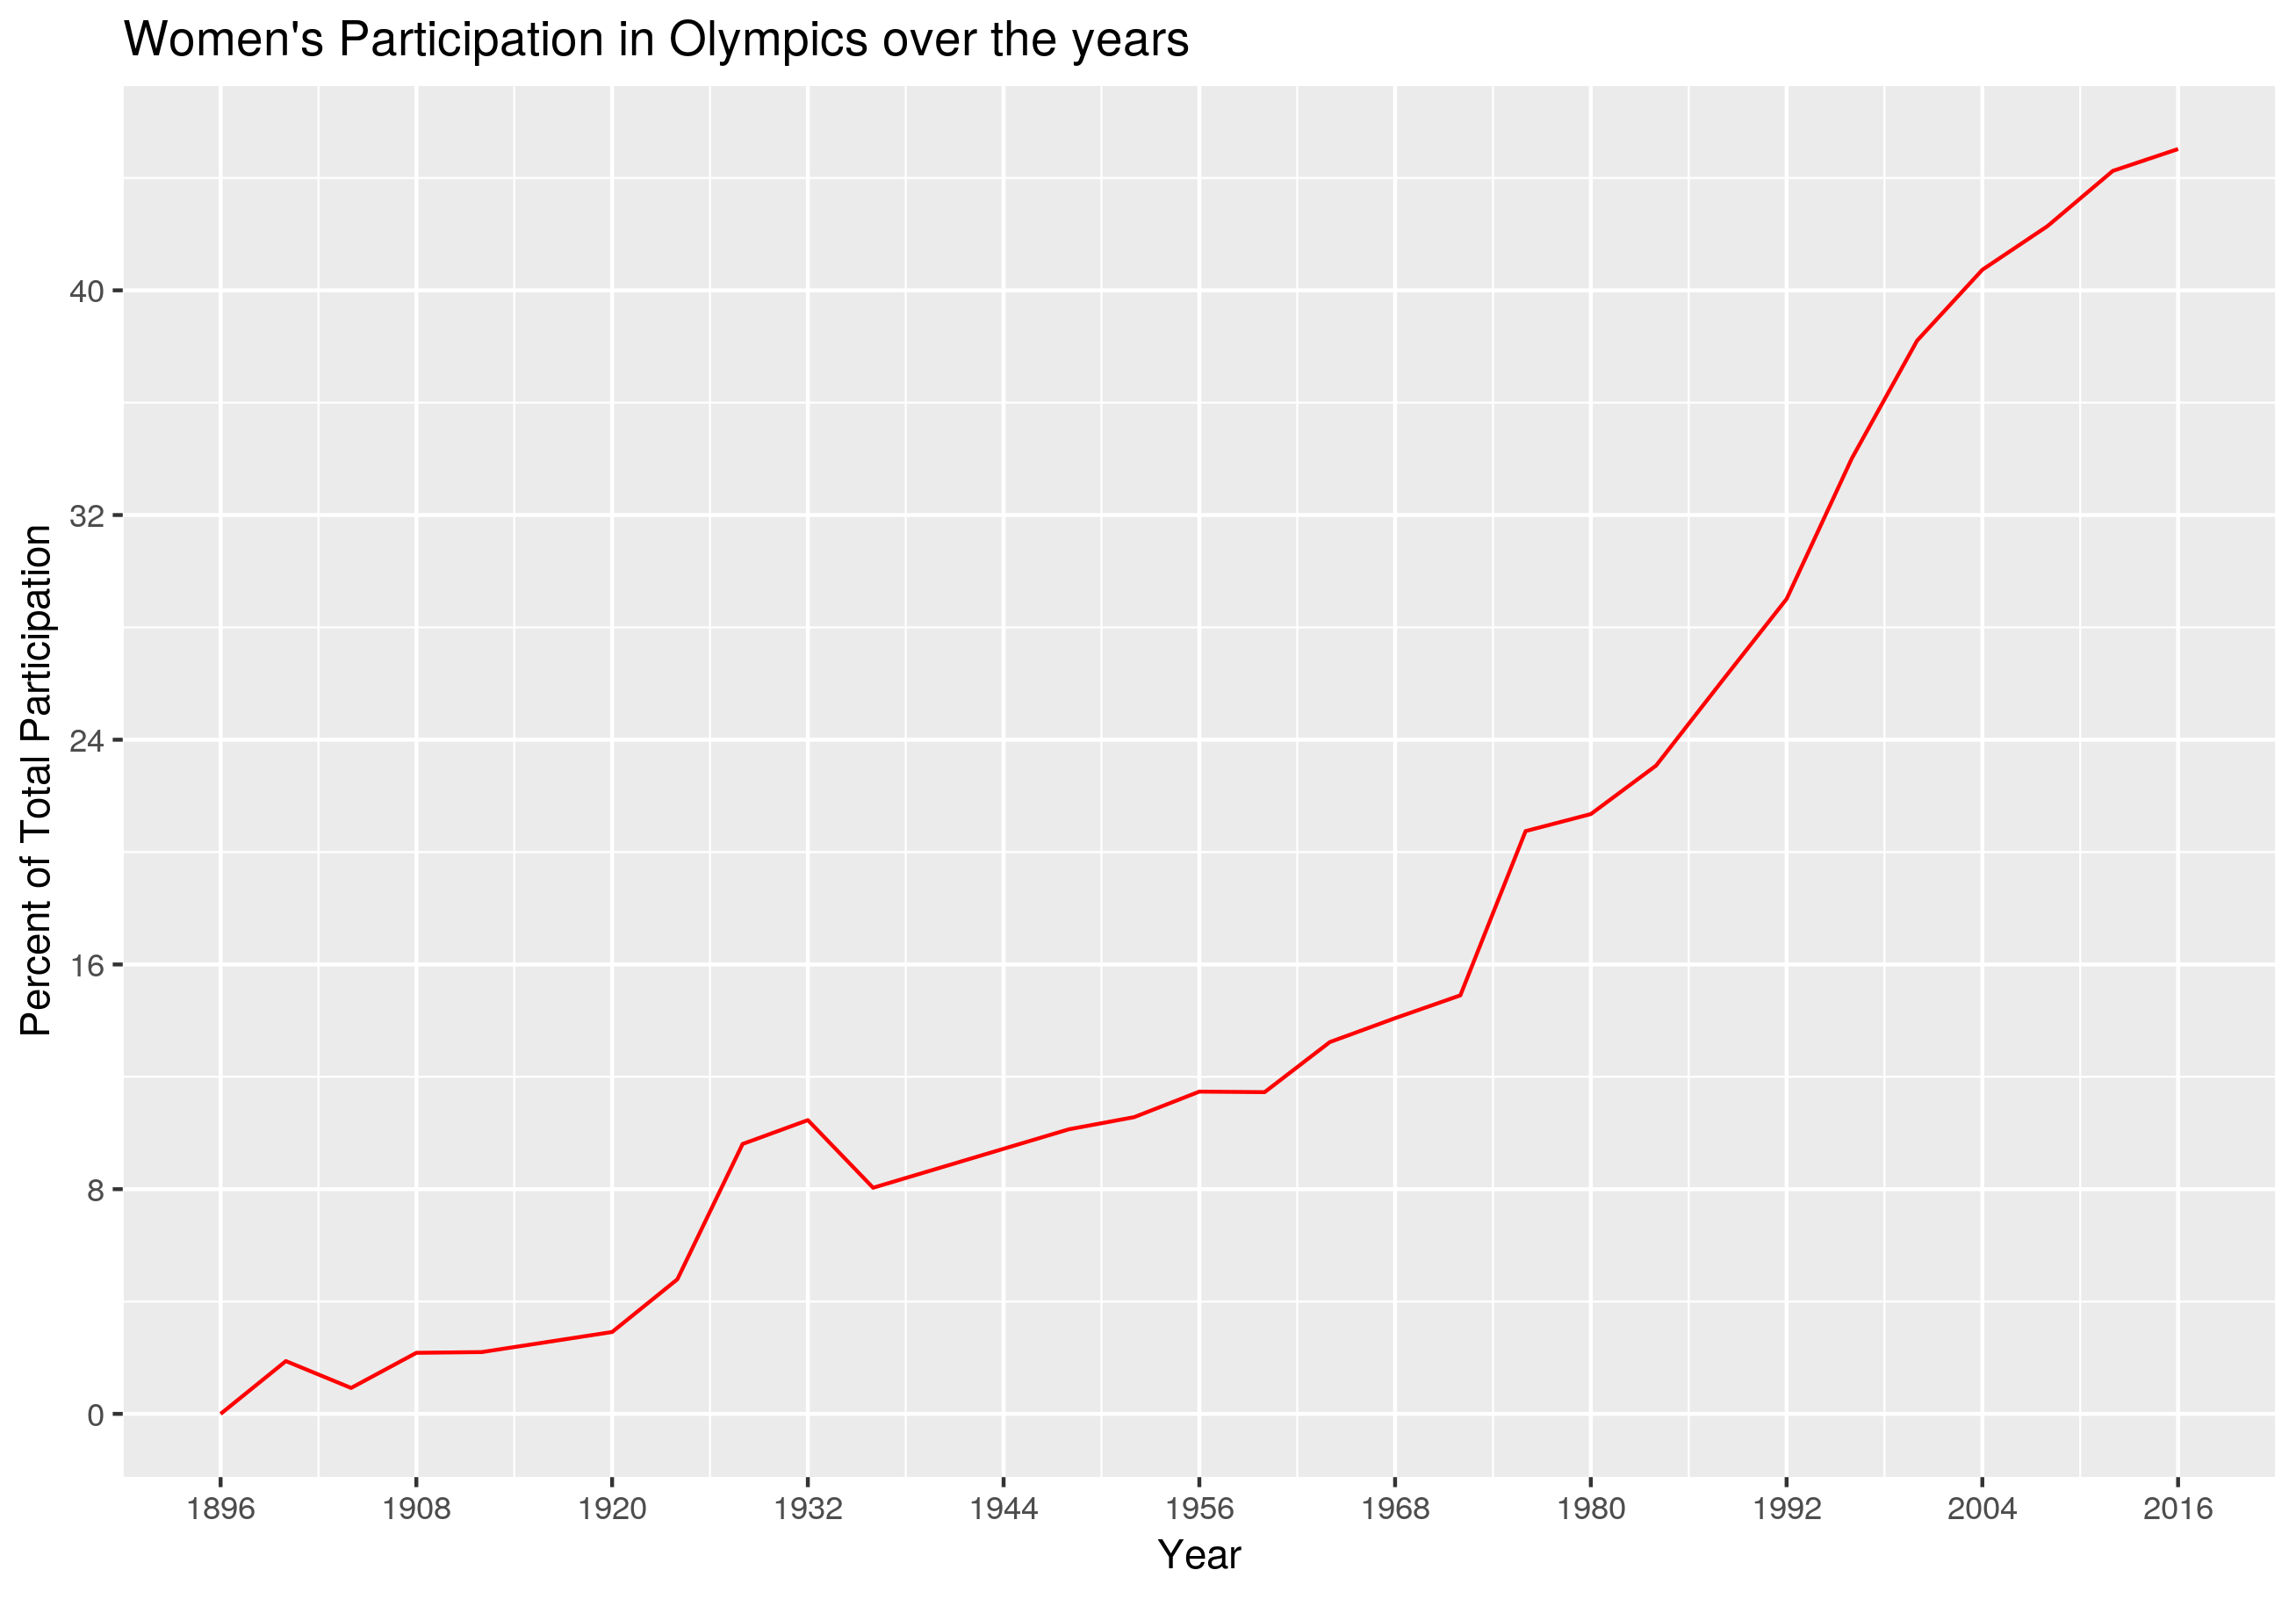 Women's Participation in Olympics over the years
Percent of Total Participation
40
32
24
16
8
0
1896 1908 1920 1932 1944 1956 1968 1980 1992 2004 2016
Year